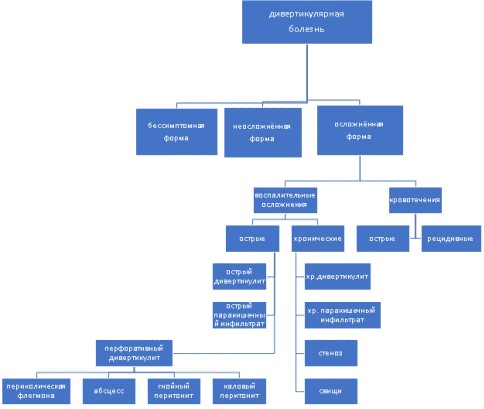 дивертикулярная
болезнь
бессимптомная
форма
неосложнённая
форма
осложнённая
форма
воспалительные
осложнения
кровотечения
острые
хронические
острые
рецидивные
острый
дивертикулит
хр.дивертикулит
острый
паракишечны
й инфильтрат
хр. паракишечный
инфильтрат
перфоративный
дивертикулит
стеноз
периколическая
флегмона
абсцесс
гнойный
перитонит
каловый
перитонит
свищи